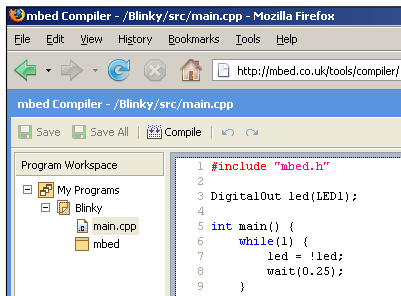 mbed Compiler - /Blinky/src/main.cpp - Mozilla Firefox
File Edit View History Bookmarks Tools Help
http://mbed.co.uk/tools/compiler/
mbed Compiler - /Blinky/src/main.cpp
Save Save All Compile
Program Workspace
My Programs
Blinky
main.cpp
mbed
1 #include "mbed.h"
2
3 DigitalOut led(LED1);
4
5 int main() {
6 while(1) {
7 led = !led;
8 wait(0.25);
9 }